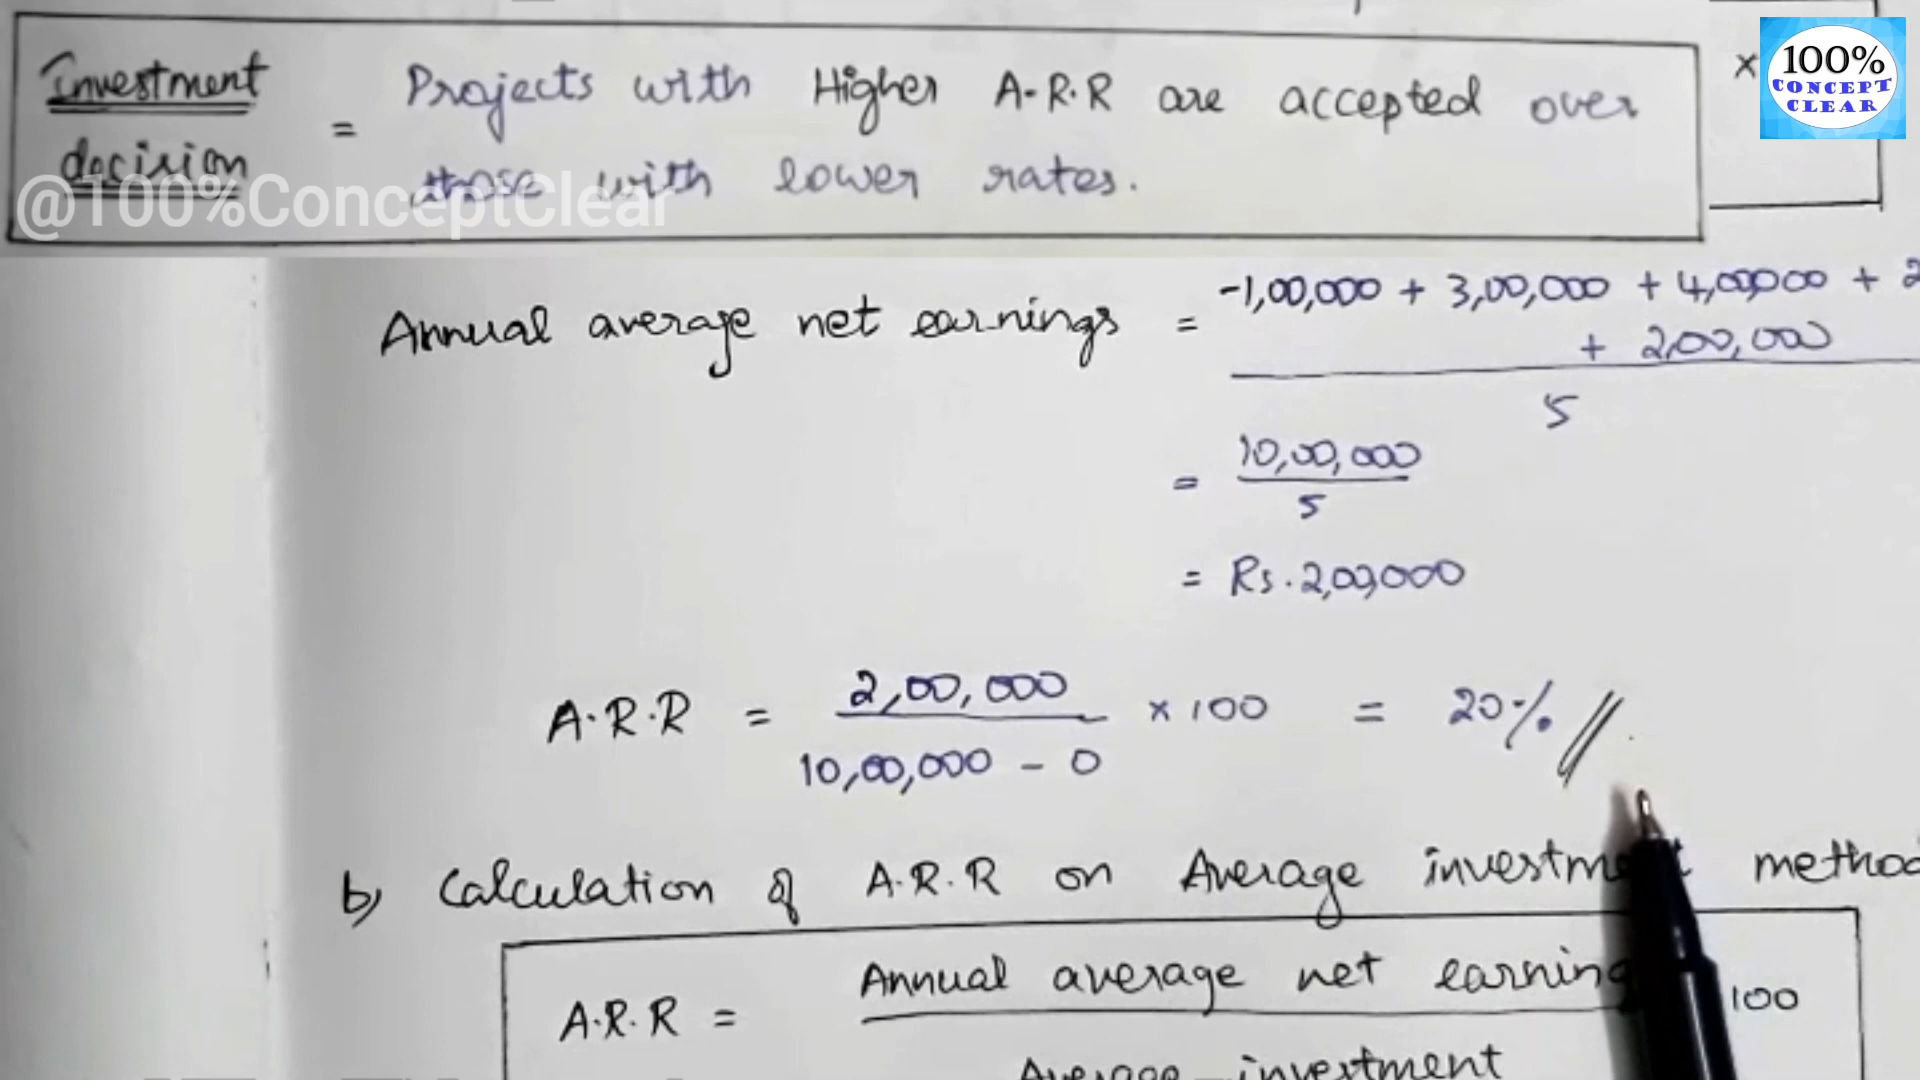 Investment
decision
= Projects with Higher A.R.R are accepted over
those with lower rates.
×
100%
CONCEPT
CLEAR
@100%ConceptClear
Annual average net earnings = -1,00,000 + 3,00,000 + 4,00,000 + 2
+ 2,00,000
5
= 10,00,000
5
= Rs. 2,00,000
A.R.R = 2,00,000 × 100 = 20%
10,00,000 - 0
b) Calculation of A.R.R on Average investment method
Annual average net earning
A.R.R = 100
Average investment